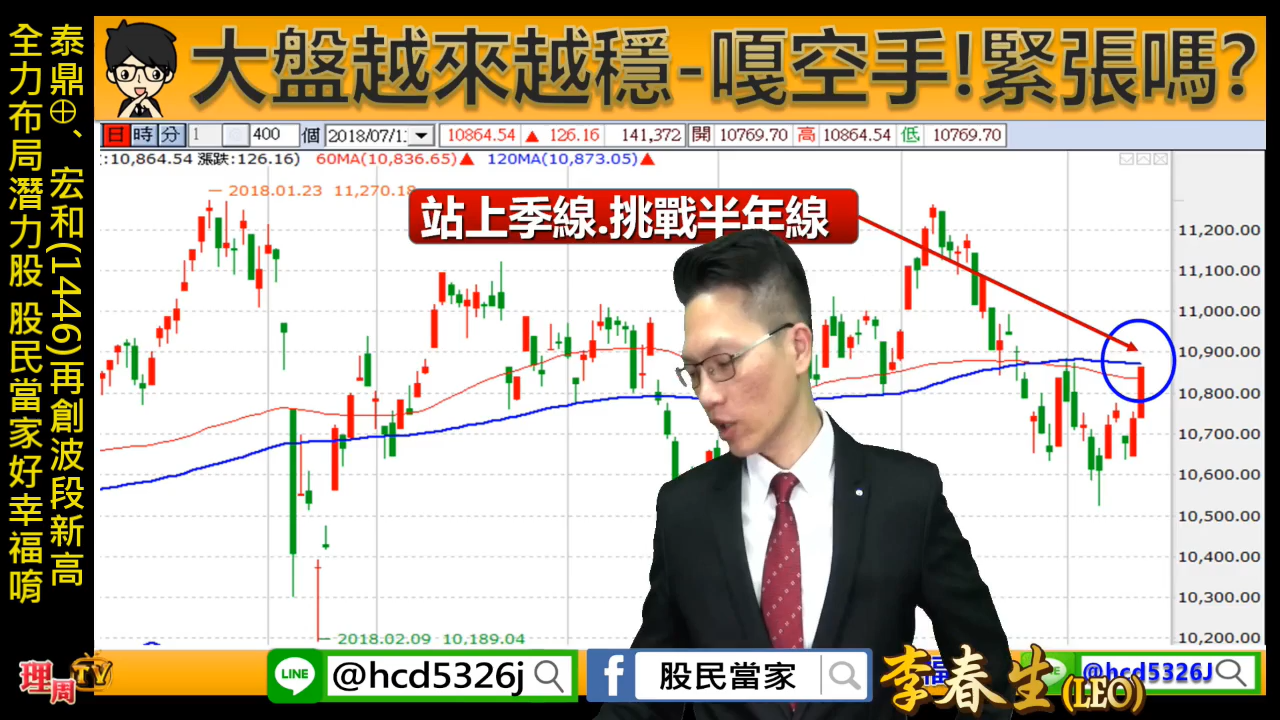 泰鼎⊕、宏和(1446)再創波段新高
全力布局潛力股 股民當家好幸福唷
大盤越來越穩-嘎空手!緊張嗎?
日 時 分 1 400 個 2018/07/1 10864.54 ▲ 126.16 141,372 開 10769.70 高 10864.54 低 10769.70
:10,864.54 漲跌:126.16) 60MA(10,836.65)▲ 120MA(10,873.05)▲
2018.01.23 11,270.18
站上季線.挑戰半年線
11,200.00
11,100.00
11,000.00
10,900.00
10,800.00
10,700.00
10,600.00
10,500.00
10,400.00
10,300.00
10,200.00
2018.02.09 10,189.04
理周TV
LINE @hcd5326j
f 股民當家
李春生(LEO)
@hcd5326J